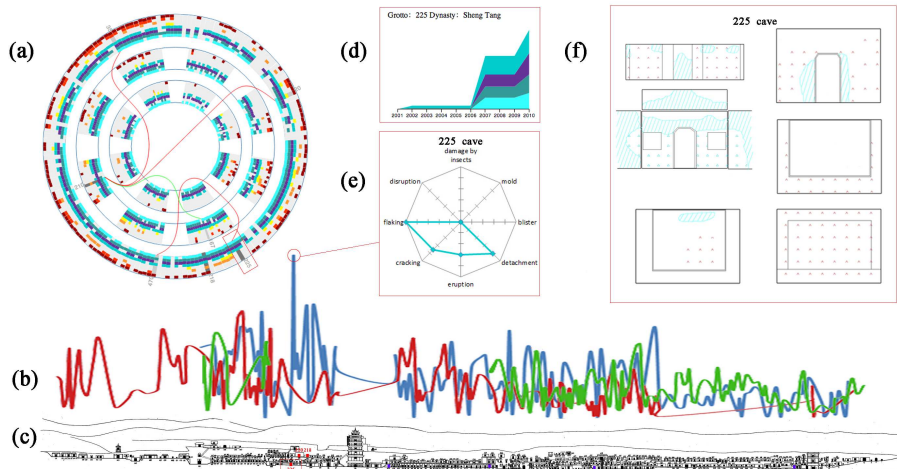 (a)
(d)
Grotto: 225 Dynasty: Sheng Tang
2001 2002 2003 2004 2005 2006 2007 2008 2009 2010
(e)
225 cave
damage by
insects
disruption
mold
flaking
blister
cracking
detachment
eruption
(f)
225 cave
(b)
(c)